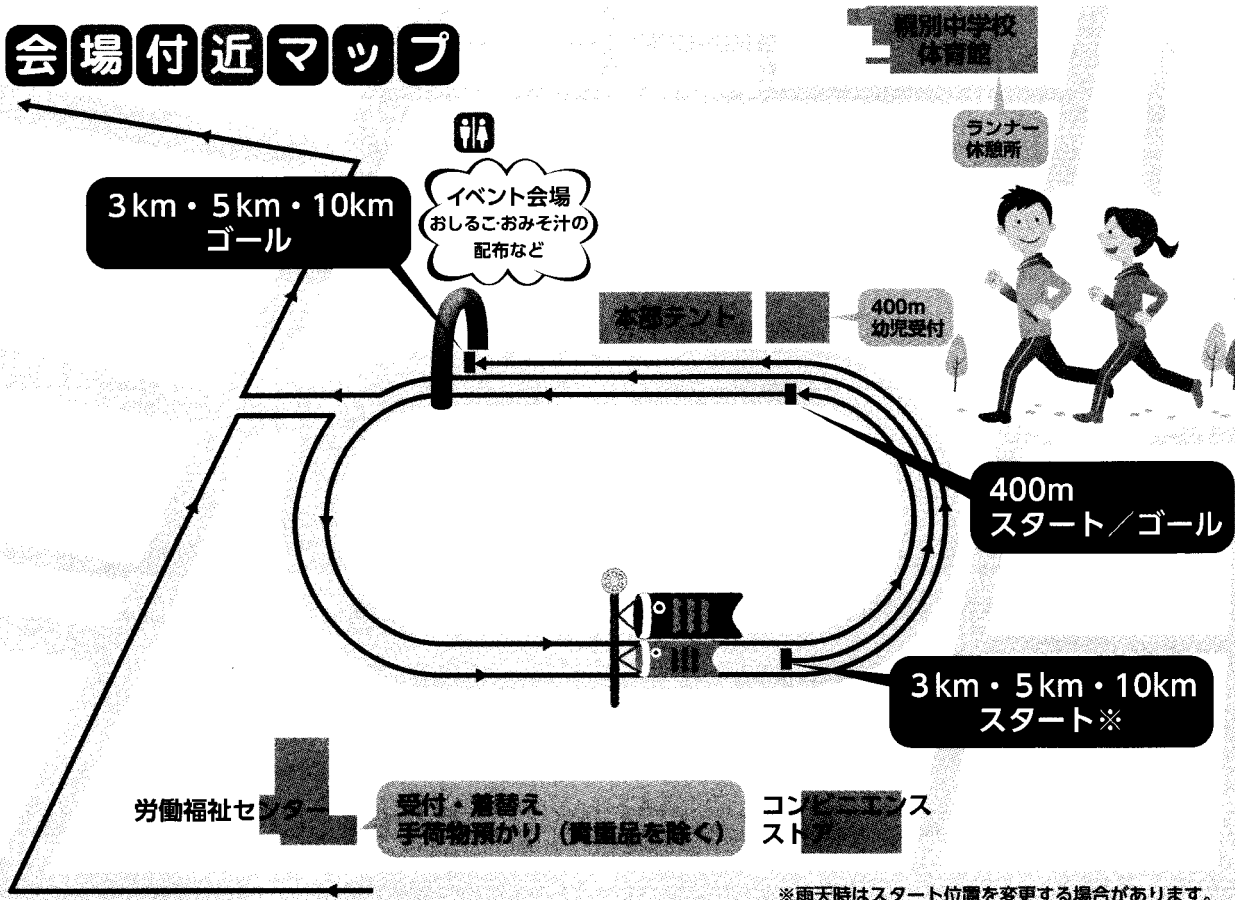 会場付近マップ
幌別中学校
体育館
ランナー
休憩所
イベント会場
おしるこ・おみそ汁の
配布など
3km・5km・10km
ゴール
本部テント
400m
幼児受付
400m
スタート／ゴール
3km・5km・10km
スタート※
労働福祉センター
受付・着替え
手荷物預かり（貴重品を除く）
コンビニエンス
ストア
※雨天時はスタート位置を変更する場合があります。